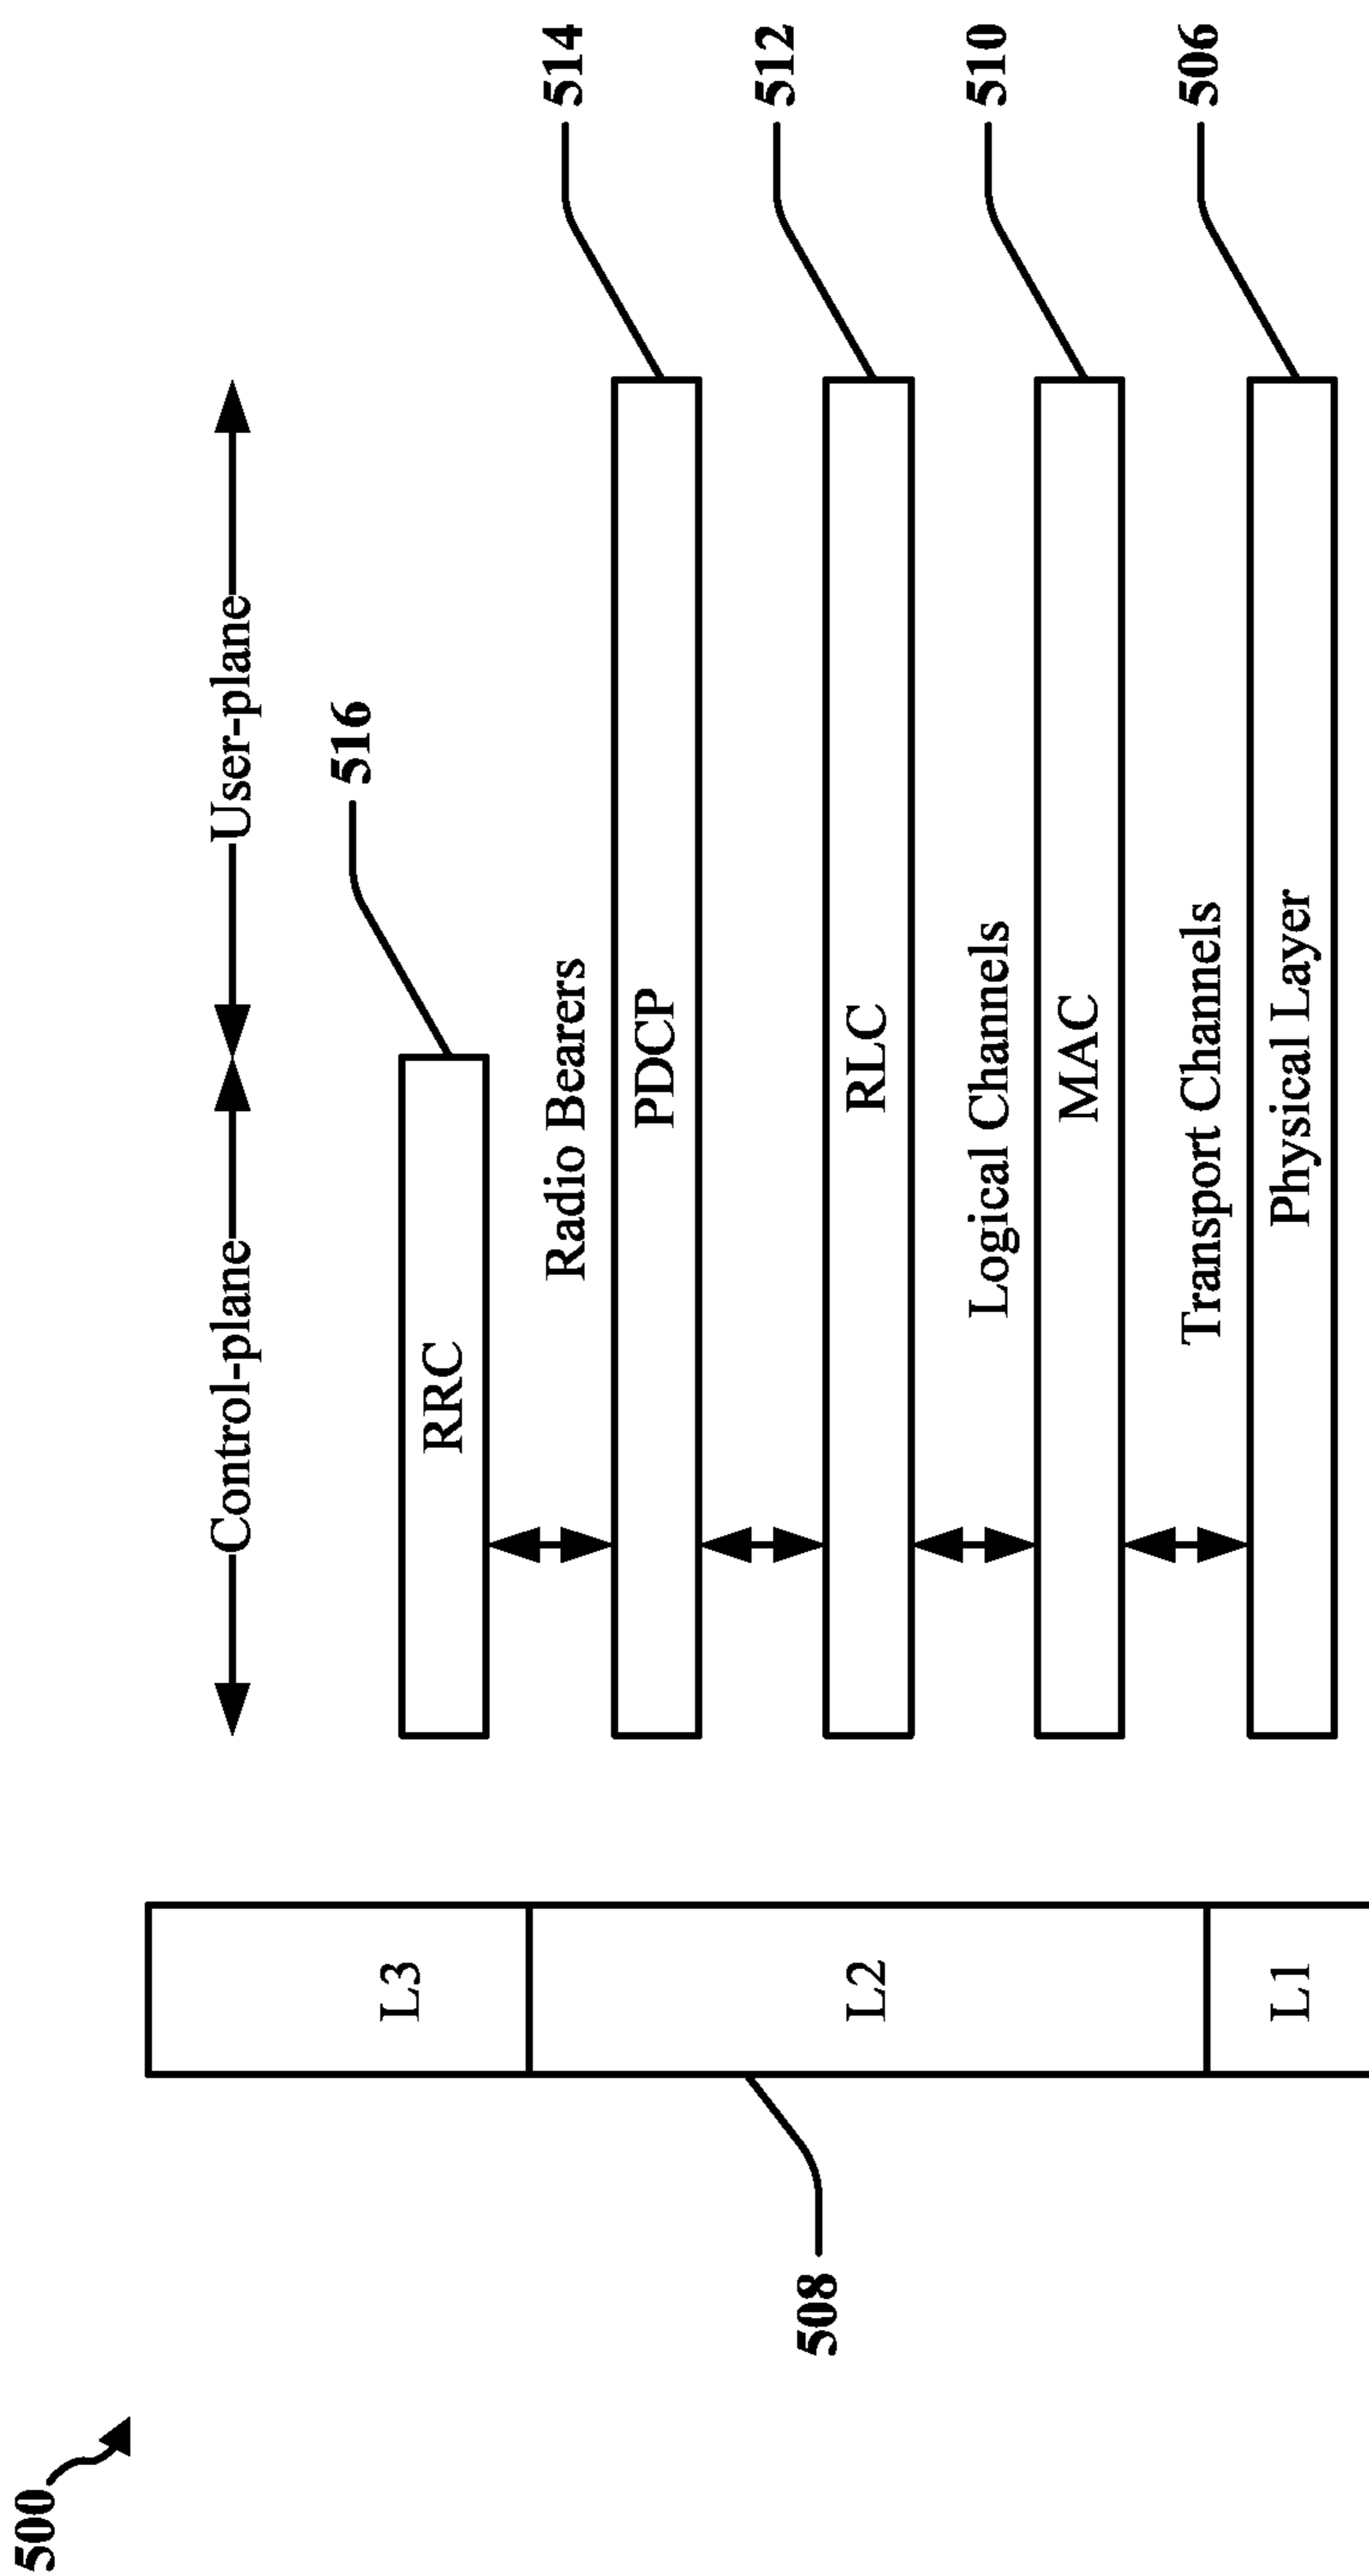 500
Control-plane
User-plane
516
L3
RRC
Radio Bearers
514
PDCP
508
L2
512
RLC
Logical Channels
510
MAC
Transport Channels
506
L1
Physical Layer